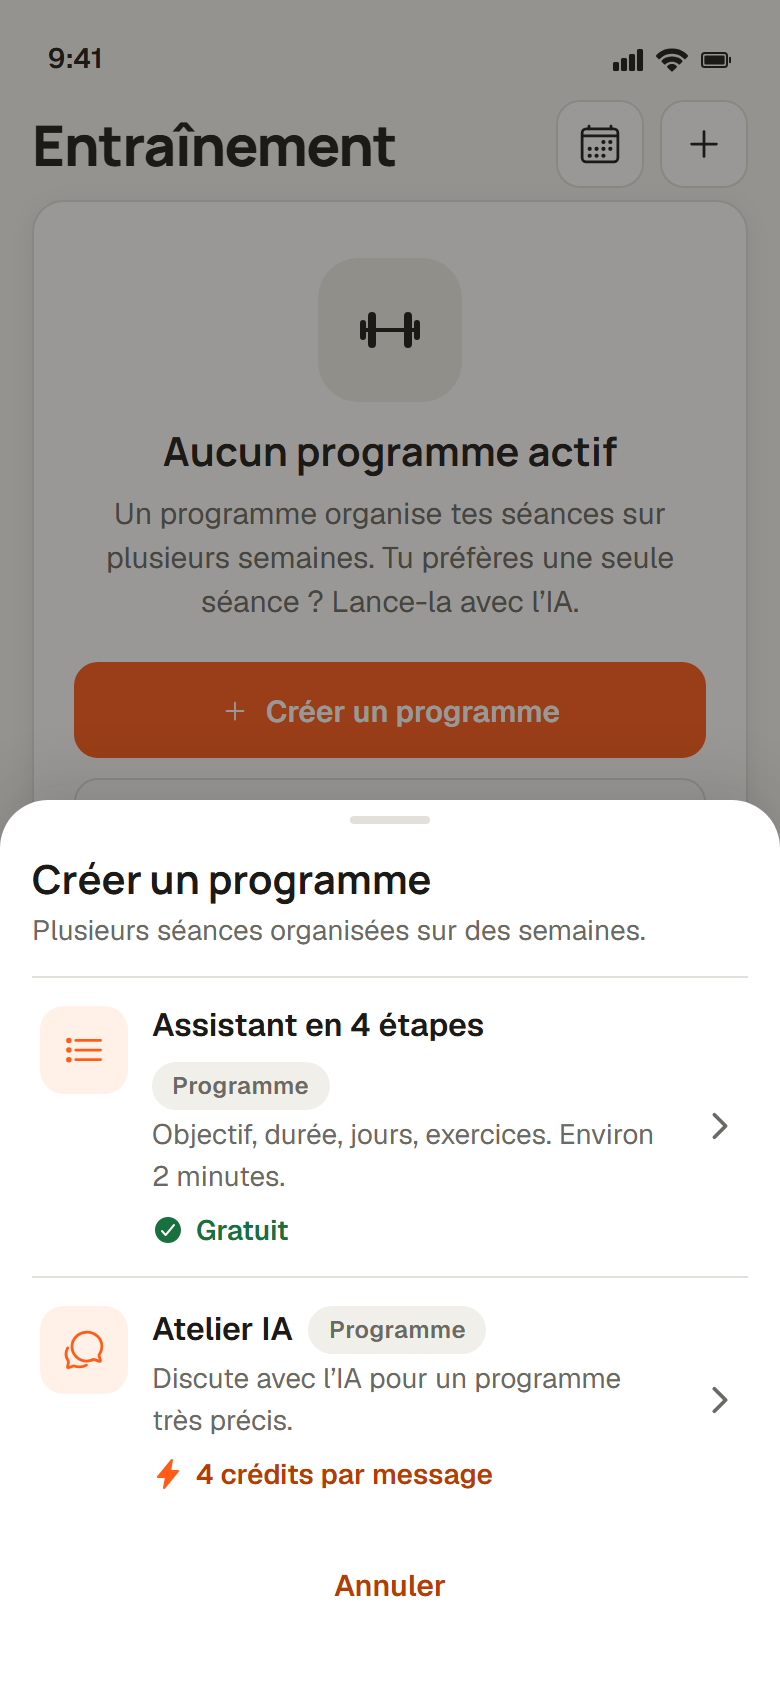 9:41
Entraînement
Aucun programme actif
Un programme organise tes séances sur
plusieurs semaines. Tu préfères une seule
séance ? Lance-la avec l’IA.
Créer un programme
Créer un programme
Plusieurs séances organisées sur des semaines.
Assistant en 4 étapes
Programme
Objectif, durée, jours, exercices. Environ
2 minutes.
Gratuit
Atelier IA Programme
Discute avec l’IA pour un programme
très précis.
4 crédits par message
Annuler